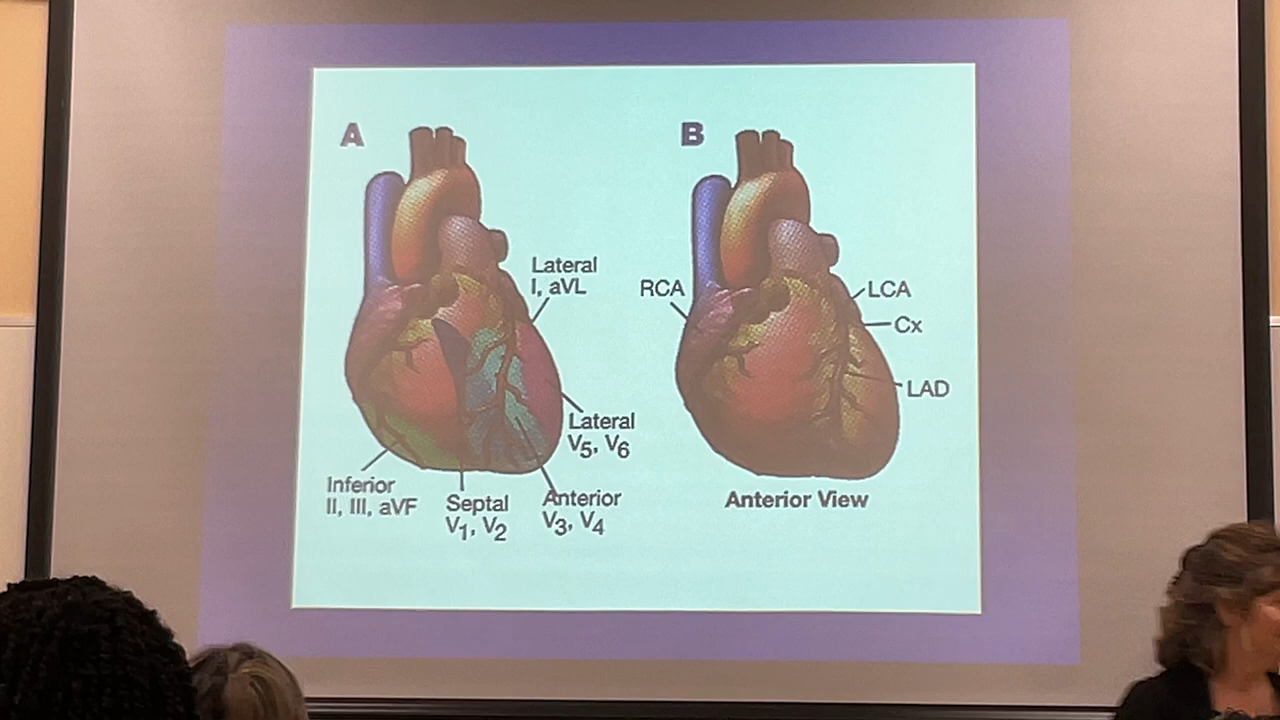 A
Lateral
I, aVL
Lateral
V5, V6
Inferior
II, III, aVF
Septal
V1, V2
Anterior
V3, V4
B
RCA
LCA
Cx
LAD
Anterior View